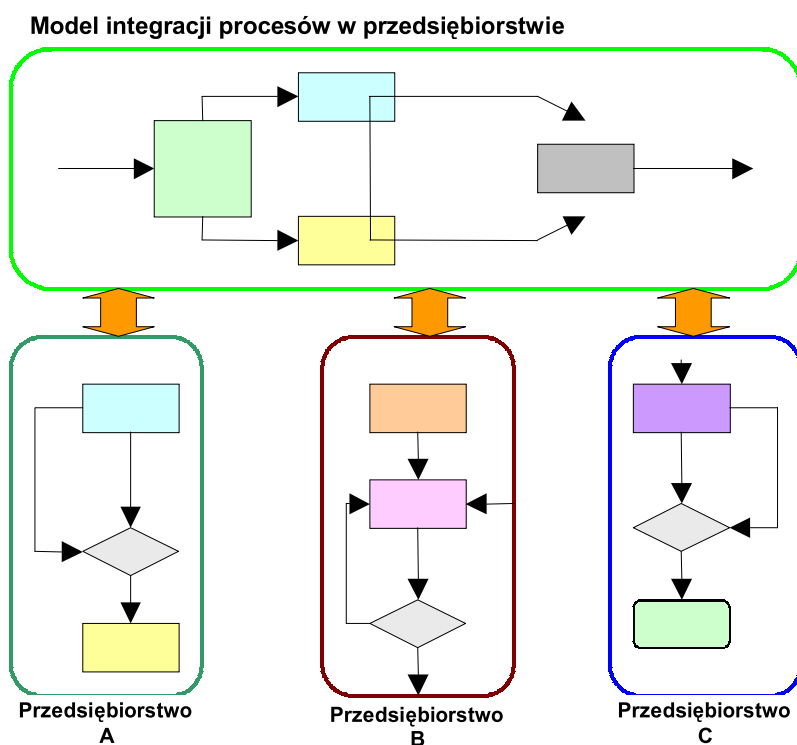 Model integracji procesów w przedsiębiorstwie
Przedsiębiorstwo
A
Przedsiębiorstwo
B
Przedsiębiorstwo
C